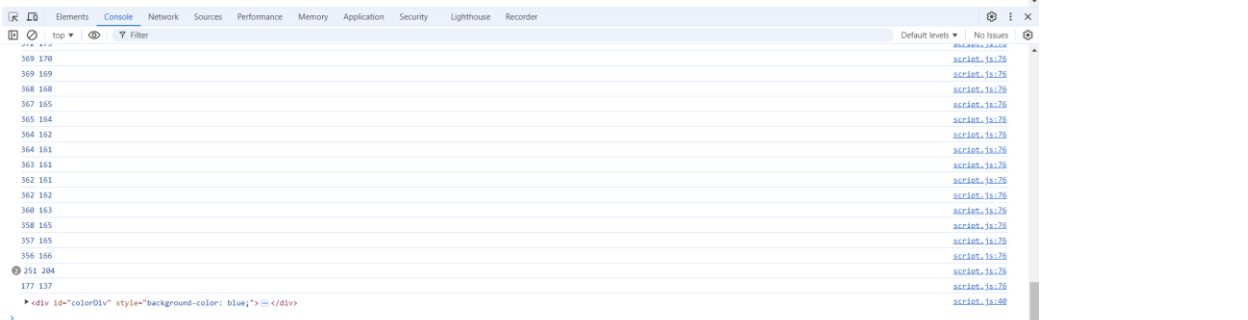 Elements Console Network Sources Performance Memory Application Security Lighthouse Recorder
top Filter Default levels No Issues
372 173 script.js:76
369 170 script.js:76
369 169 script.js:76
368 168 script.js:76
367 165 script.js:76
365 164 script.js:76
364 162 script.js:76
364 161 script.js:76
363 161 script.js:76
362 161 script.js:76
362 162 script.js:76
360 163 script.js:76
358 165 script.js:76
357 165 script.js:76
356 166 script.js:76
2 251 204 script.js:76
177 137 script.js:76
<div id="colorDiv" style="background-color: blue;">…</div> script.js:40